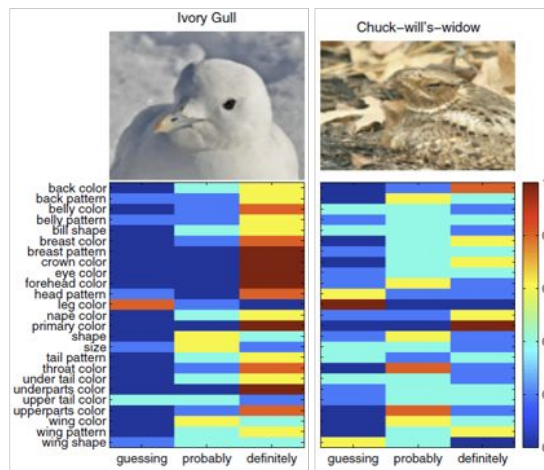 Ivory Gull
Chuck-will's-widow
back color
back pattern
belly color
belly pattern
bill shape
breast color
breast pattern
crown color
eye color
forehead color
head pattern
leg color
nape color
primary color
shape
size
tail pattern
throat color
under tail color
underparts color
upper tail color
upperparts color
wing color
wing pattern
wing shape
guessing probably definitely
guessing probably definitely